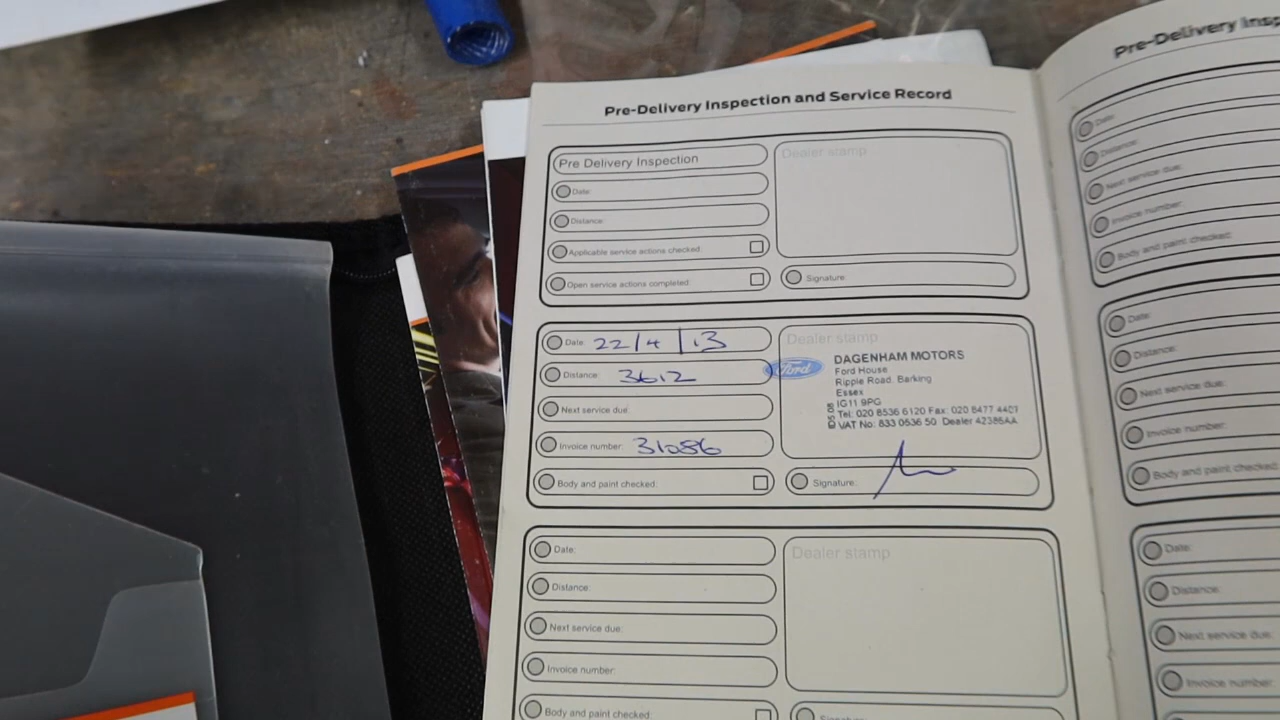 Pre-Delivery Inspection and Service Record
Pre Delivery Inspection
Date:
Distance:
Applicable service actions checked:
Open service actions completed:
Dealer stamp
Signature:
Date: 22/4/13
Distance: 3612
Next service due:
Invoice number: 31086
Body and paint checked:
Dealer stamp
Ford
DAGENHAM MOTORS
Ford House
Ripple Road, Barking
Essex
IG11 9PG
Tel: 020 8536 6120 Fax: 020 8477 4407
VAT No: 833 0536 50 Dealer 42386AA
Signature:
Date:
Distance:
Next service due:
Invoice number:
Body and paint checked:
Dealer stamp
Signature:
Pre-Delivery Insp
Date:
Distance:
Next service due:
Invoice number:
Body and paint checked:
Date:
Distance:
Next service due:
Invoice number:
Body and paint checked:
Date:
Distance:
Next service due:
Invoice number: